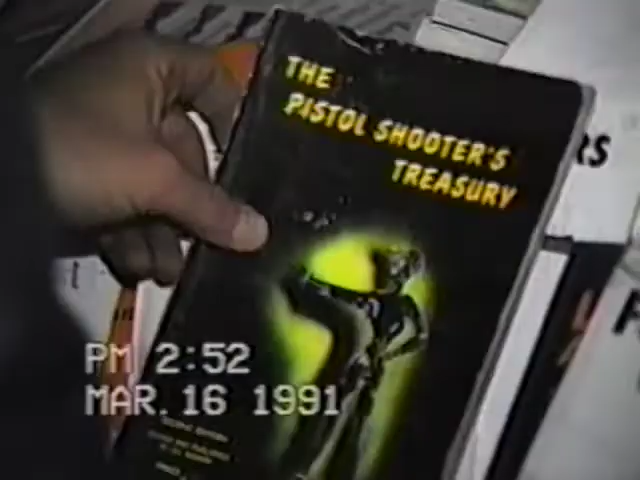 THE
PISTOL SHOOTER'S
TREASURY
RS
PM 2:52
MAR. 16 1991